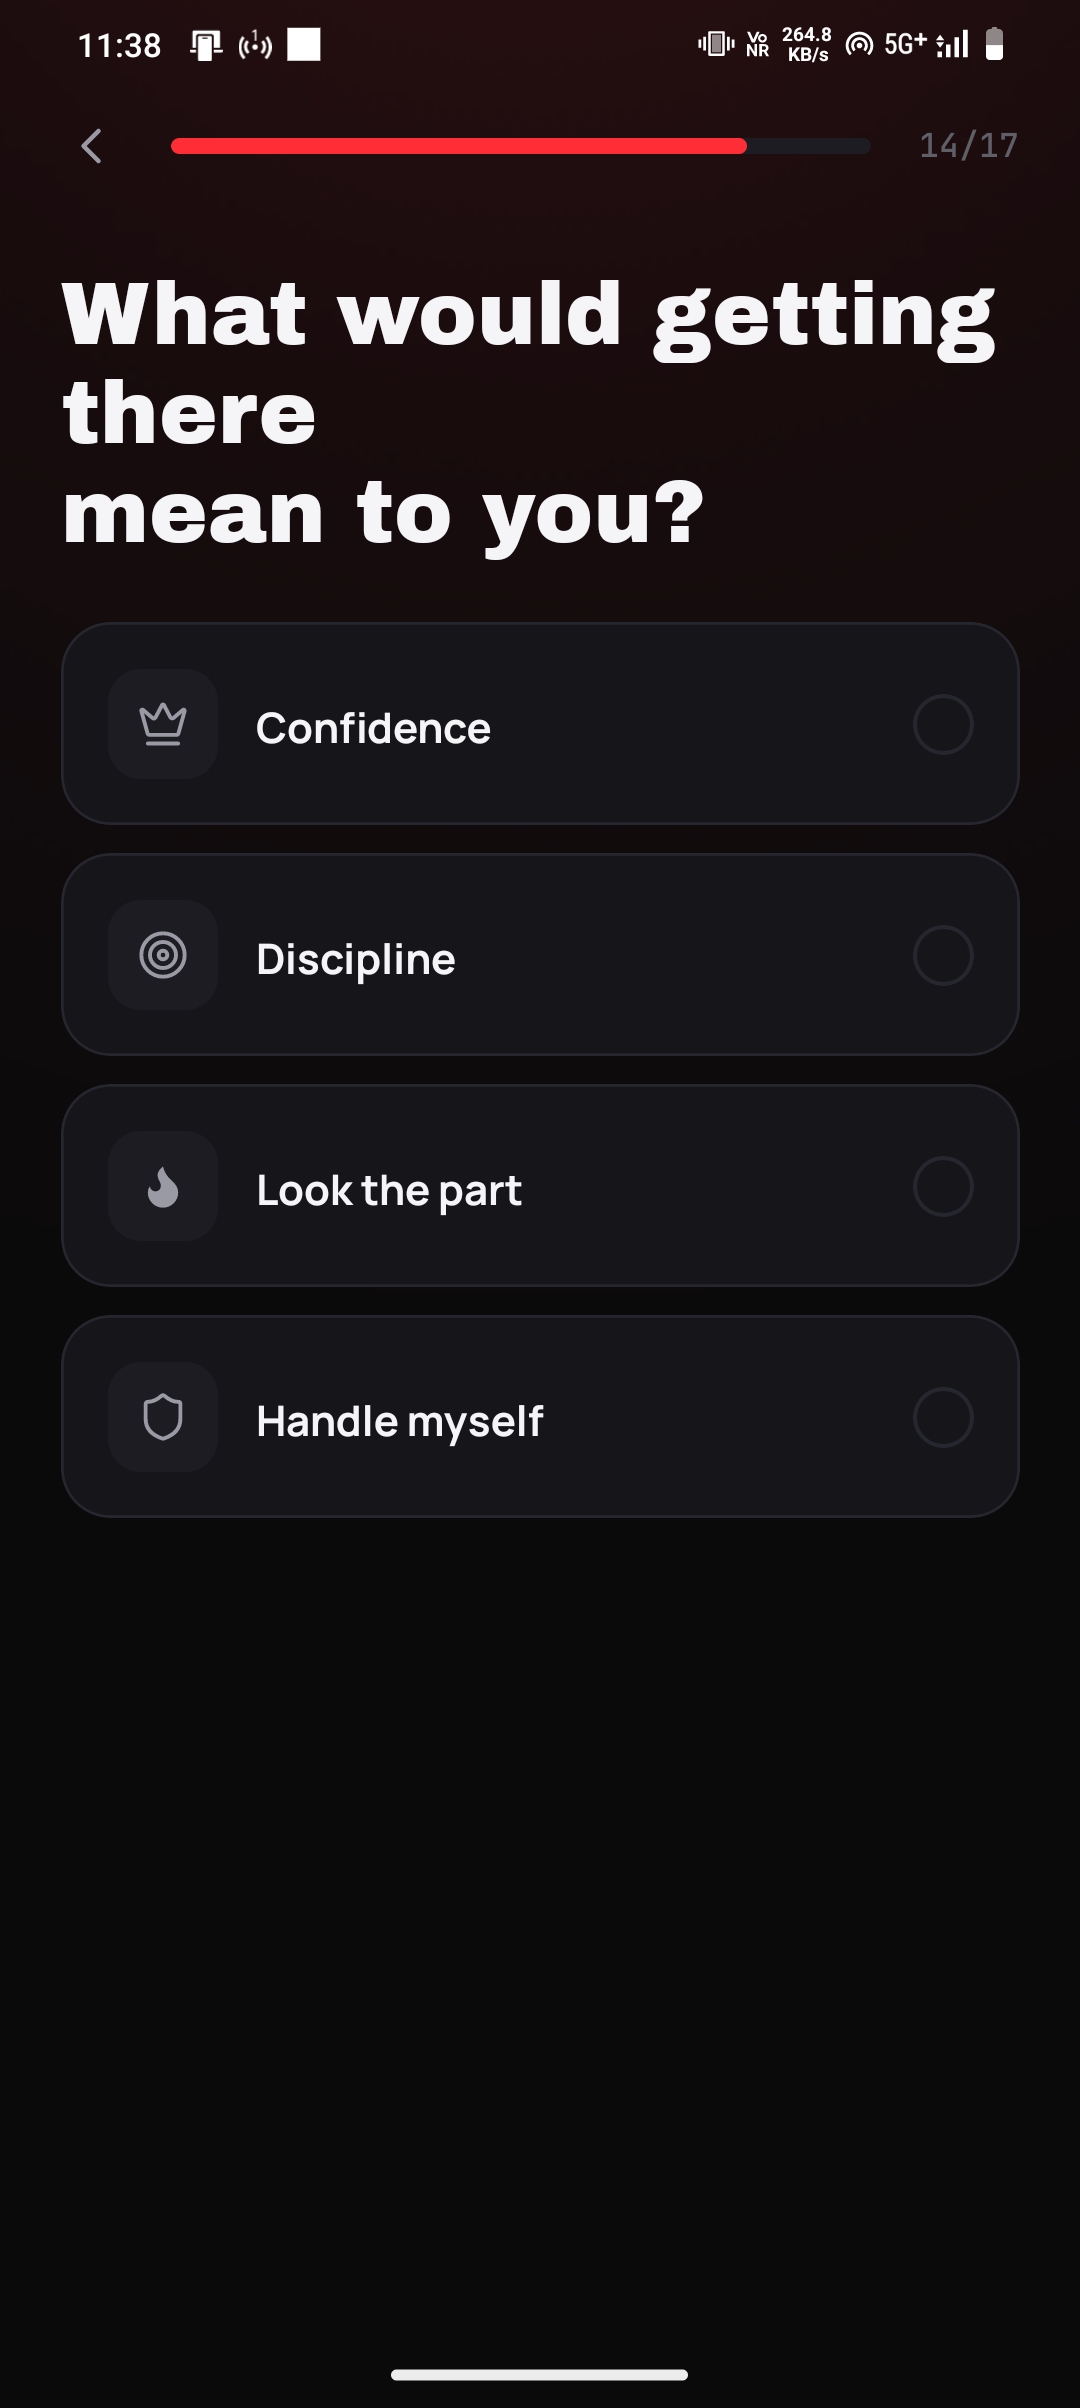 11:38
1
Vo
NR
264.8
KB/s
5G+
14/17
What would getting
there
mean to you?
Confidence
Discipline
Look the part
Handle myself